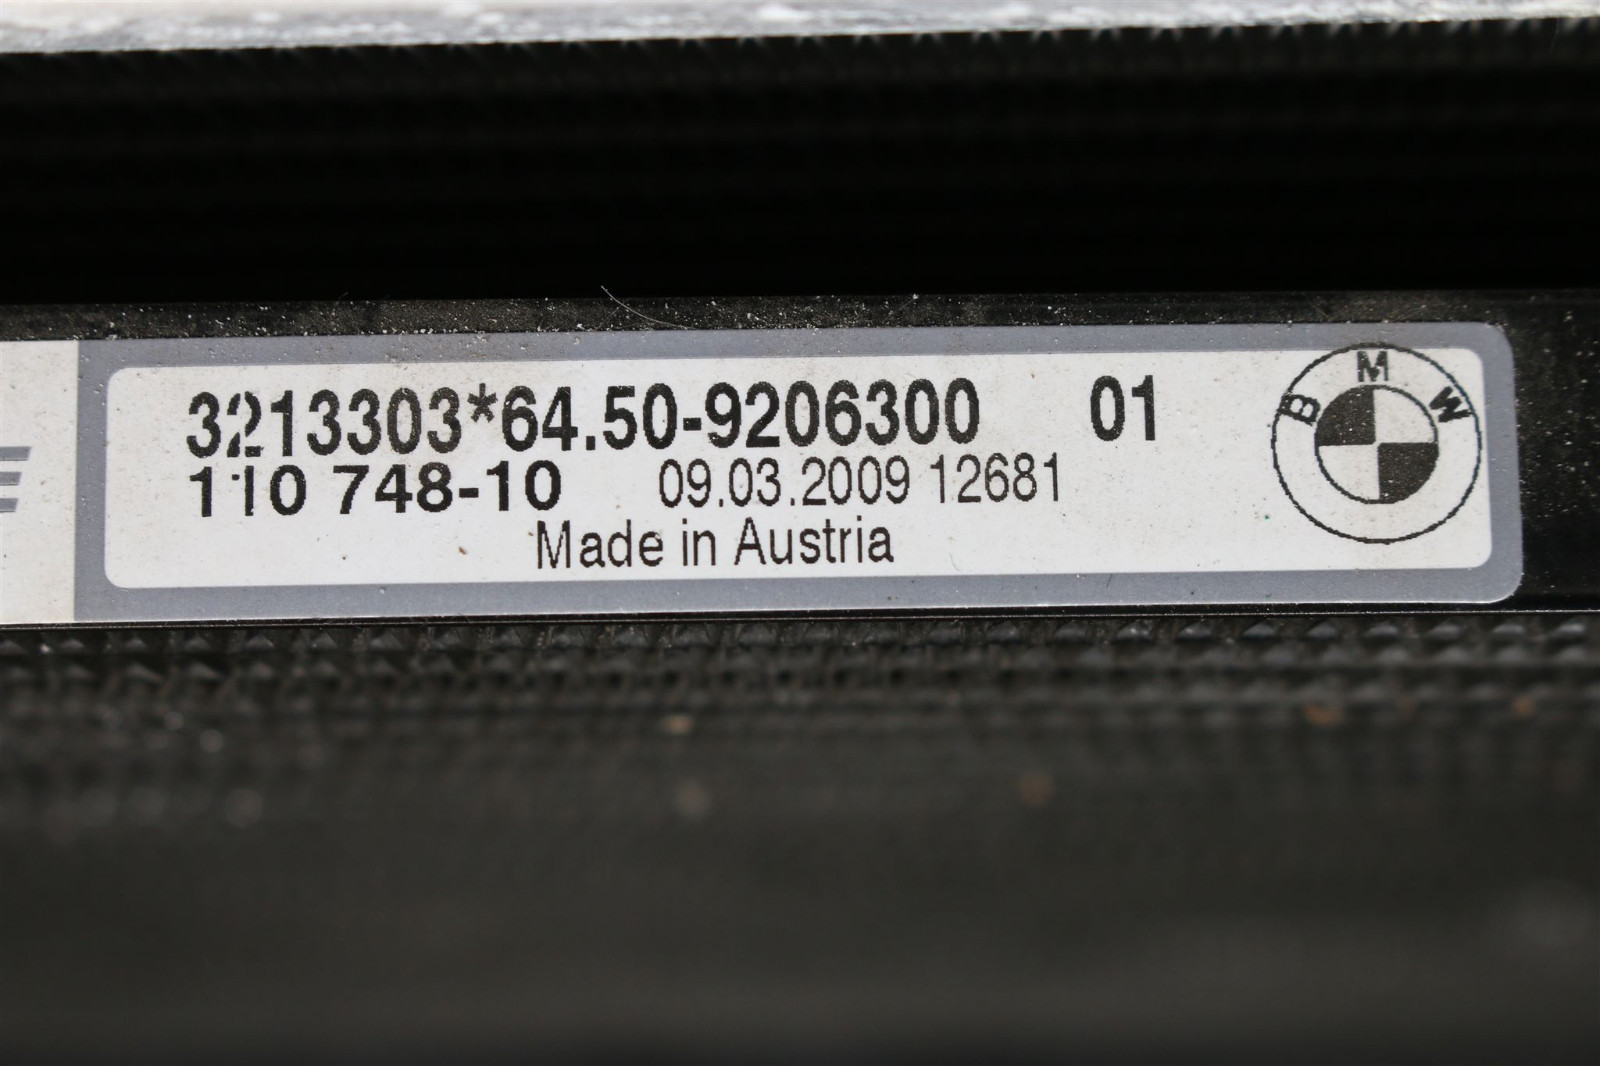 3213303*64.50-9206300 01
110 748-10 09.03.2009 12681
Made in Austria
BMW